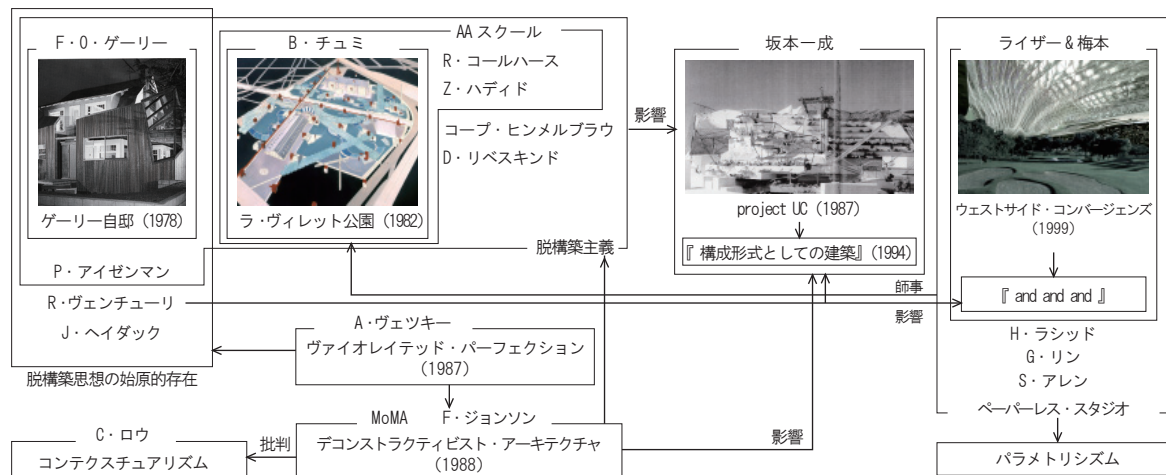 F・O・ゲーリー
ゲーリー自邸（1978）
B・チュミ
ラ・ヴィレット公園（1982）
AAスクール
R・コールハース
Z・ハディド
コープ・ヒンメルブラウ
D・リベスキンド
脱構築主義
P・アイゼンマン
R・ヴェンチューリ
J・ヘイダック
脱構築思想の始原的存在
影響
坂本一成
project UC（1987）
『 構成形式としての建築』（1994）
ライザー＆梅本
ウェストサイド・コンバージェンズ
（1999）
『 and and and 』
師事
影響
H・ラシッド
G・リン
S・アレン
ペーパーレス・スタジオ
パラメトリシズム
A・ヴェツキー
ヴァイオレイテッド・パーフェクション
（1987）
MoMA F・ジョンソン
デコンストラクティビスト・アーキテクチャ
（1988）
批判
影響
C・ロウ
コンテクスチュアリズム